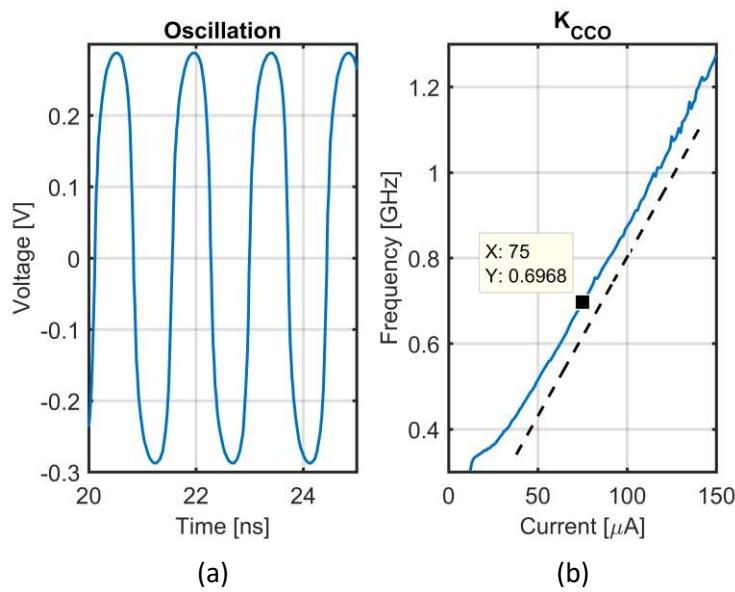 Oscillation
0.2
0.1
0
-0.1
-0.2
-0.3
Voltage [V]
20
22
24
Time [ns]
(a)
K_CCO
1.2
1
0.8
0.6
0.4
Frequency [GHz]
X: 75
Y: 0.6968
0
50
100
150
Current [μA]
(b)